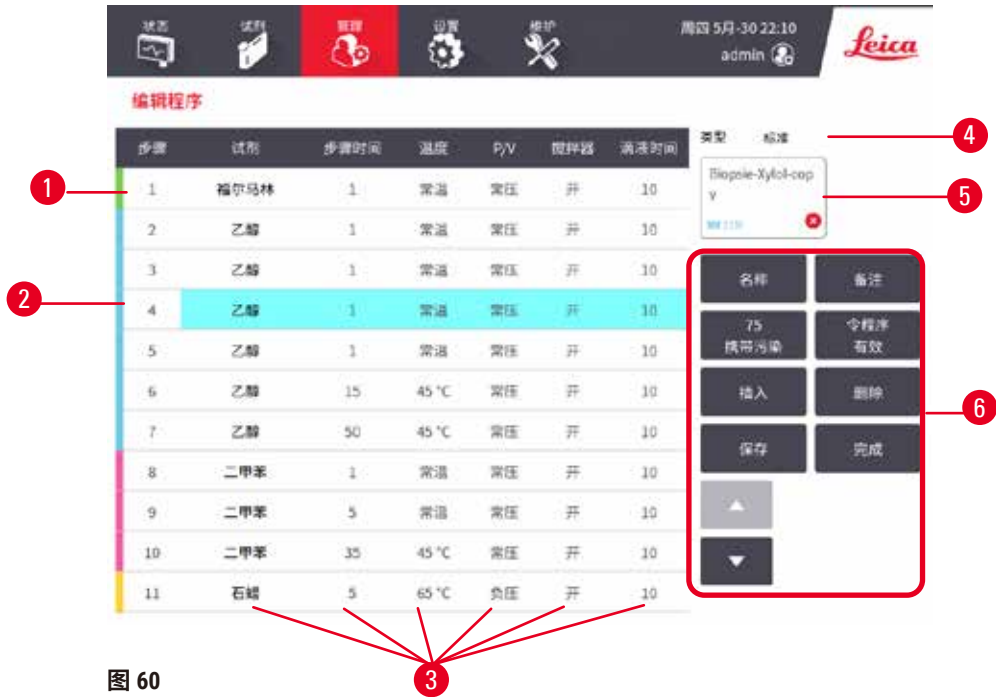 状态 试剂 管理 设置 维护 周四 5月-30 22:10
admin
Leica
编辑程序
步骤 试剂 步骤时间 温度 P/V 搅拌器 滴液时间
类型 标准
4
Biopsie-Xylol-cop
y
5
1
1 福尔马林 1 常温 常压 开 10
2 乙醇 1 常温 常压 开 10
3 乙醇 1 常温 常压 开 10
2
4 乙醇 1 常温 常压 开 10
5 乙醇 1 常温 常压 开 10
6 乙醇 15 45 °C 常压 开 10
7 乙醇 50 45 °C 常压 开 10
8 二甲苯 1 常温 常压 开 10
9 二甲苯 5 常温 常压 开 10
10 二甲苯 35 45 °C 常压 开 10
11 石蜡 5 65 °C 负压 开 10
名称 备注
75 令程序
携带污染 有效
插入 删除
6
保存 完成
3
图 60